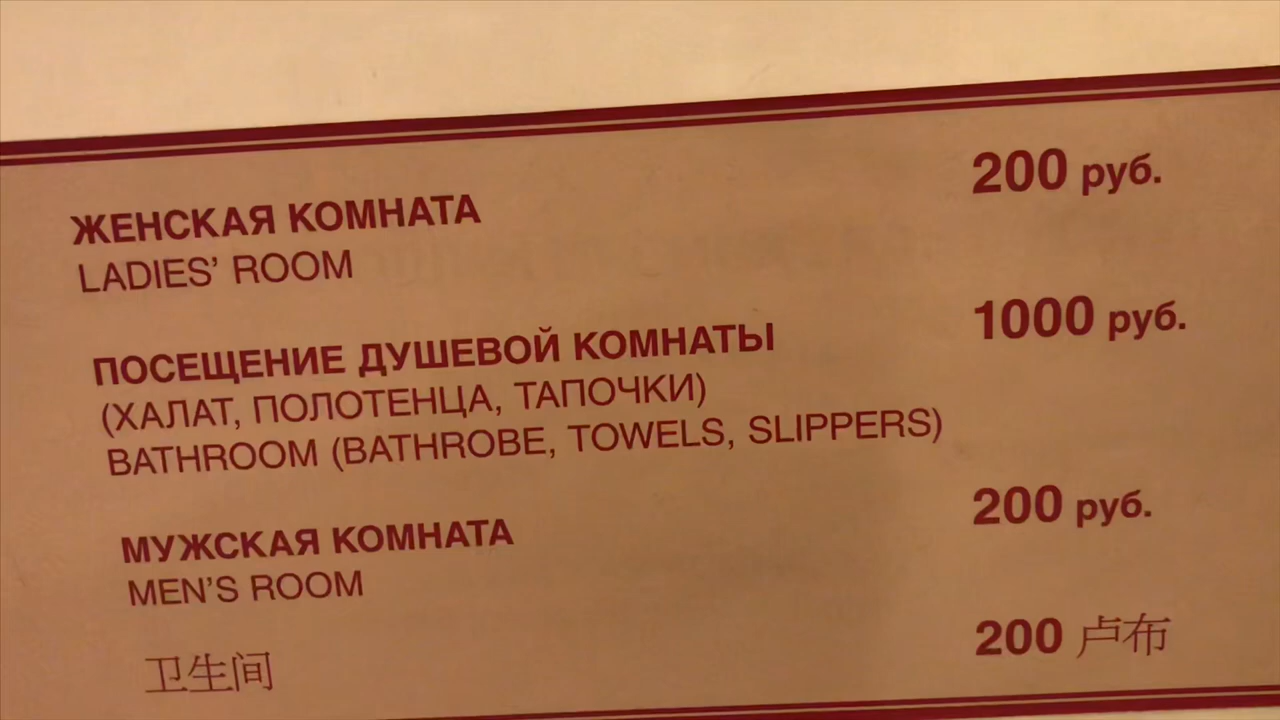 ЖЕНСКАЯ КОМНАТА 200 руб.
LADIES' ROOM
ПОСЕЩЕНИЕ ДУШЕВОЙ КОМНАТЫ 1000 руб.
(ХАЛАТ, ПОЛОТЕНЦА, ТАПОЧКИ)
BATHROOM (BATHROBE, TOWELS, SLIPPERS)
МУЖСКАЯ КОМНАТА 200 руб.
MEN'S ROOM
卫生间 200 卢布